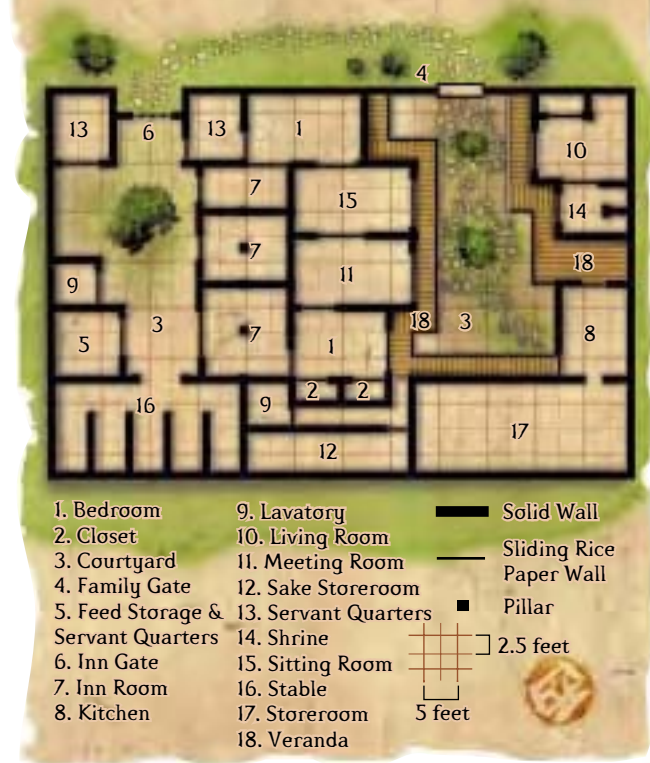 4
13 6 13 1
10
7 15 14
7 18
11
9
3 18 3
7 8
5 1
2 2
16 9
17
12
1. Bedroom
2. Closet
3. Courtyard
4. Family Gate
5. Feed Storage &
Servant Quarters
6. Inn Gate
7. Inn Room
8. Kitchen
9. Lavatory
10. Living Room
11. Meeting Room
12. Sake Storeroom
13. Servant Quarters
14. Shrine
15. Sitting Room
16. Stable
17. Storeroom
18. Veranda
Solid Wall
Sliding Rice
Paper Wall
Pillar
2.5 feet
5 feet